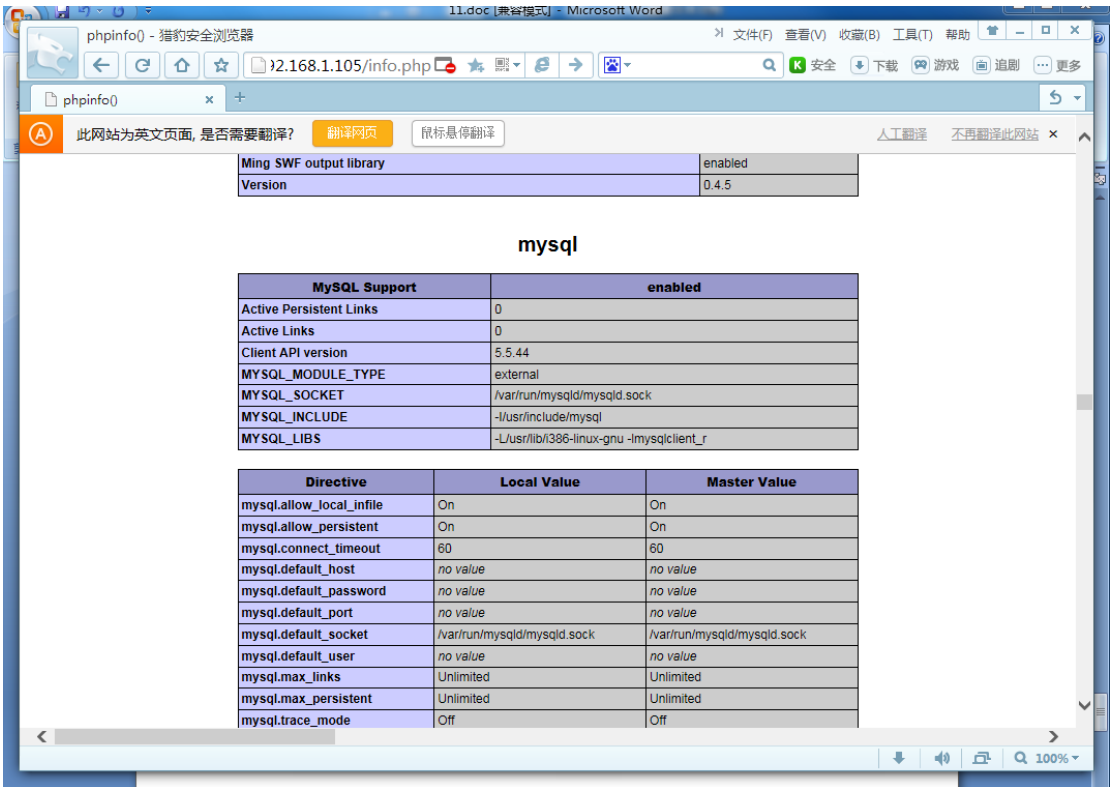 11.doc [兼容模式] - Microsoft Word
phpinfo() - 猎豹安全浏览器 文件(F) 查看(V) 收藏(B) 工具(T) 帮助
92.168.1.105/info.php 安全 下载 游戏 追剧 更多
phpinfo()
此网站为英文页面, 是否需要翻译? 翻译网页 鼠标悬停翻译 人工翻译 不再翻译此网站
Ming SWF output library enabled
Version 0.4.5
mysql
MySQL Support enabled
Active Persistent Links 0
Active Links 0
Client API version 5.5.44
MYSQL_MODULE_TYPE external
MYSQL_SOCKET /var/run/mysqld/mysqld.sock
MYSQL_INCLUDE -I/usr/include/mysql
MYSQL_LIBS -L/usr/lib/i386-linux-gnu -lmysqlclient_r
Directive Local Value Master Value
mysql.allow_local_infile On On
mysql.allow_persistent On On
mysql.connect_timeout 60 60
mysql.default_host no value no value
mysql.default_password no value no value
mysql.default_port no value no value
mysql.default_socket /var/run/mysqld/mysqld.sock /var/run/mysqld/mysqld.sock
mysql.default_user no value no value
mysql.max_links Unlimited Unlimited
mysql.max_persistent Unlimited Unlimited
mysql.trace_mode Off Off
100%